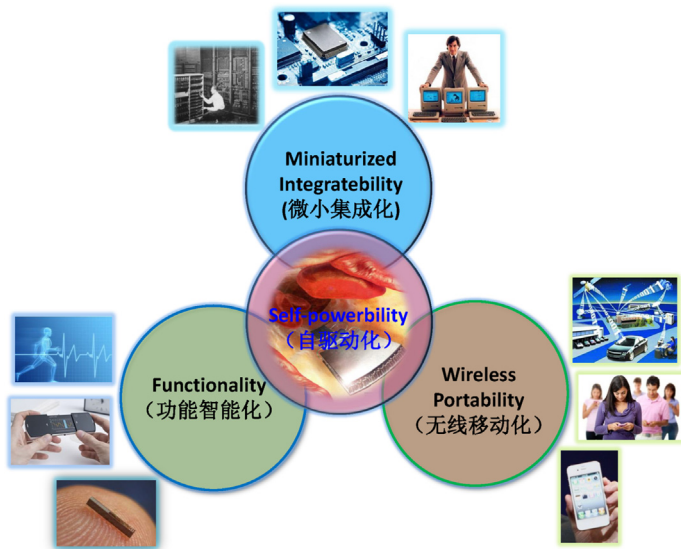 Miniaturized
Integratebility
(微小集成化)
Self-powerbility
（自驱动化）
Functionality
（功能智能化）
Wireless
Portability
（无线移动化）